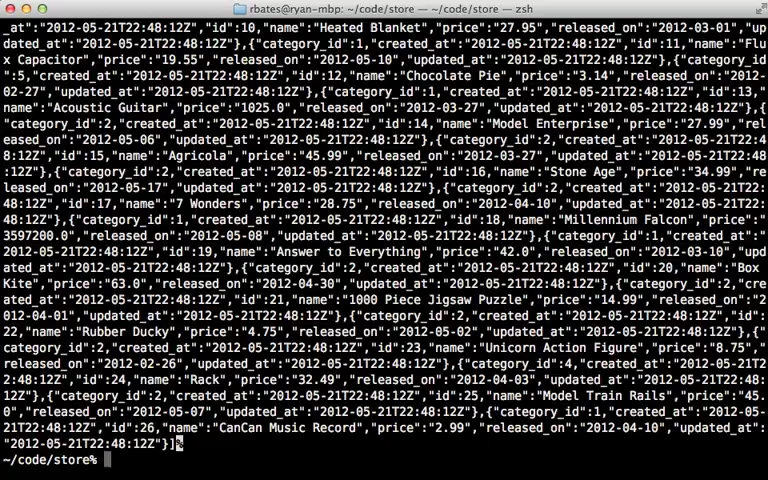 rbates@ryan-mbp: ~/code/store — ~/code/store — zsh
_at":"2012-05-21T22:48:12Z","id":10,"name":"Heated Blanket","price":"27.95","released_on":"2012-03-01","up
dated_at":"2012-05-21T22:48:12Z"},{"category_id":1,"created_at":"2012-05-21T22:48:12Z","id":11,"name":"Flu
x Capacitor","price":"19.55","released_on":"2012-05-10","updated_at":"2012-05-21T22:48:12Z"},{"category_id
":5,"created_at":"2012-05-21T22:48:12Z","id":12,"name":"Chocolate Pie","price":"3.14","released_on":"2012-
02-27","updated_at":"2012-05-21T22:48:12Z"},{"category_id":1,"created_at":"2012-05-21T22:48:12Z","id":13,"
name":"Acoustic Guitar","price":"1025.0","released_on":"2012-03-27","updated_at":"2012-05-21T22:48:12Z"},{
"category_id":2,"created_at":"2012-05-21T22:48:12Z","id":14,"name":"Model Enterprise","price":"27.99","rel
eased_on":"2012-05-06","updated_at":"2012-05-21T22:48:12Z"},{"category_id":2,"created_at":"2012-05-21T22:4
8:12Z","id":15,"name":"Agricola","price":"45.99","released_on":"2012-03-27","updated_at":"2012-05-21T22:48
:12Z"},{"category_id":2,"created_at":"2012-05-21T22:48:12Z","id":16,"name":"Stone Age","price":"34.99","re
leased_on":"2012-05-17","updated_at":"2012-05-21T22:48:12Z"},{"category_id":2,"created_at":"2012-05-21T22:
48:12Z","id":17,"name":"7 Wonders","price":"28.75","released_on":"2012-04-10","updated_at":"2012-05-21T22:
48:12Z"},{"category_id":1,"created_at":"2012-05-21T22:48:12Z","id":18,"name":"Millennium Falcon","price":"
3597200.0","released_on":"2012-05-08","updated_at":"2012-05-21T22:48:12Z"},{"category_id":1,"created_at":"
2012-05-21T22:48:12Z","id":19,"name":"Answer to Everything","price":"42.0","released_on":"2012-03-10","upd
ated_at":"2012-05-21T22:48:12Z"},{"category_id":2,"created_at":"2012-05-21T22:48:12Z","id":20,"name":"Box 
Kite","price":"63.0","released_on":"2012-04-30","updated_at":"2012-05-21T22:48:12Z"},{"category_id":2,"cre
ated_at":"2012-05-21T22:48:12Z","id":21,"name":"1000 Piece Jigsaw Puzzle","price":"14.99","released_on":"2
012-04-01","updated_at":"2012-05-21T22:48:12Z"},{"category_id":2,"created_at":"2012-05-21T22:48:12Z","id":
22,"name":"Rubber Ducky","price":"4.75","released_on":"2012-05-02","updated_at":"2012-05-21T22:48:12Z"},{"
category_id":2,"created_at":"2012-05-21T22:48:12Z","id":23,"name":"Unicorn Action Figure","price":"8.75","
released_on":"2012-02-26","updated_at":"2012-05-21T22:48:12Z"},{"category_id":4,"created_at":"2012-05-21T2
2:48:12Z","id":24,"name":"Rack","price":"32.49","released_on":"2012-04-03","updated_at":"2012-05-21T22:48:
12Z"},{"category_id":2,"created_at":"2012-05-21T22:48:12Z","id":25,"name":"Model Train Rails","price":"45.
0","released_on":"2012-05-07","updated_at":"2012-05-21T22:48:12Z"},{"category_id":1,"created_at":"2012-05-
21T22:48:12Z","id":26,"name":"CanCan Music Record","price":"2.99","released_on":"2012-04-10","updated_at":
"2012-05-21T22:48:12Z"}]%
~/code/store%